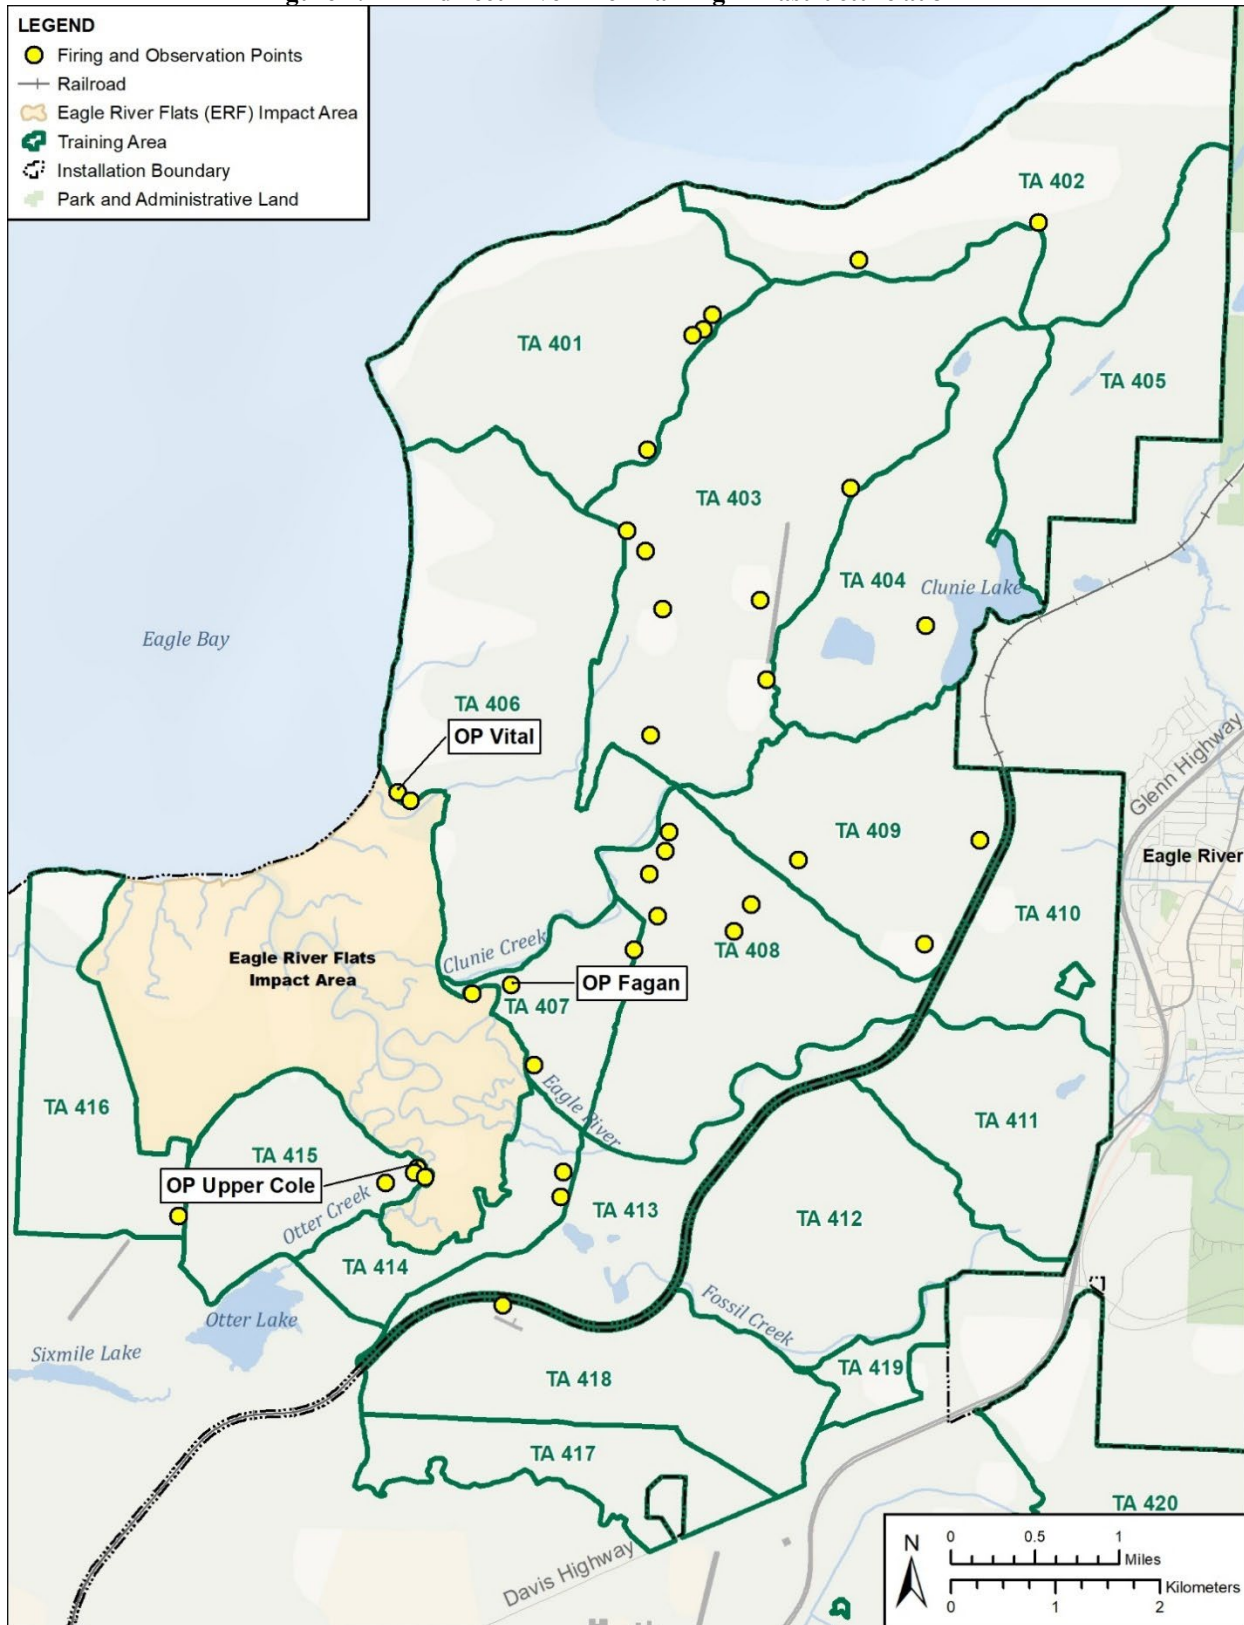 LEGEND
Firing and Observation Points
Railroad
Eagle River Flats (ERF) Impact Area
Training Area
Installation Boundary
Park and Administrative Land
TA 402
TA 401
TA 405
TA 403
TA 404
Clunie Lake
Eagle Bay
TA 406
OP Vital
Glenn Highway
TA 409
Eagle River
TA 410
Clunie Creek
TA 408
Eagle River Flats
Impact Area
OP Fagan
TA 407
Eagle River
TA 416
TA 411
TA 415
OP Upper Cole
Otter Creek
TA 413
TA 412
TA 414
Fossil Creek
Otter Lake
Sixmile Lake
TA 419
TA 418
TA 417
TA 420
Davis Highway
N
0 0.5 1
Miles
Kilometers
0 1 2